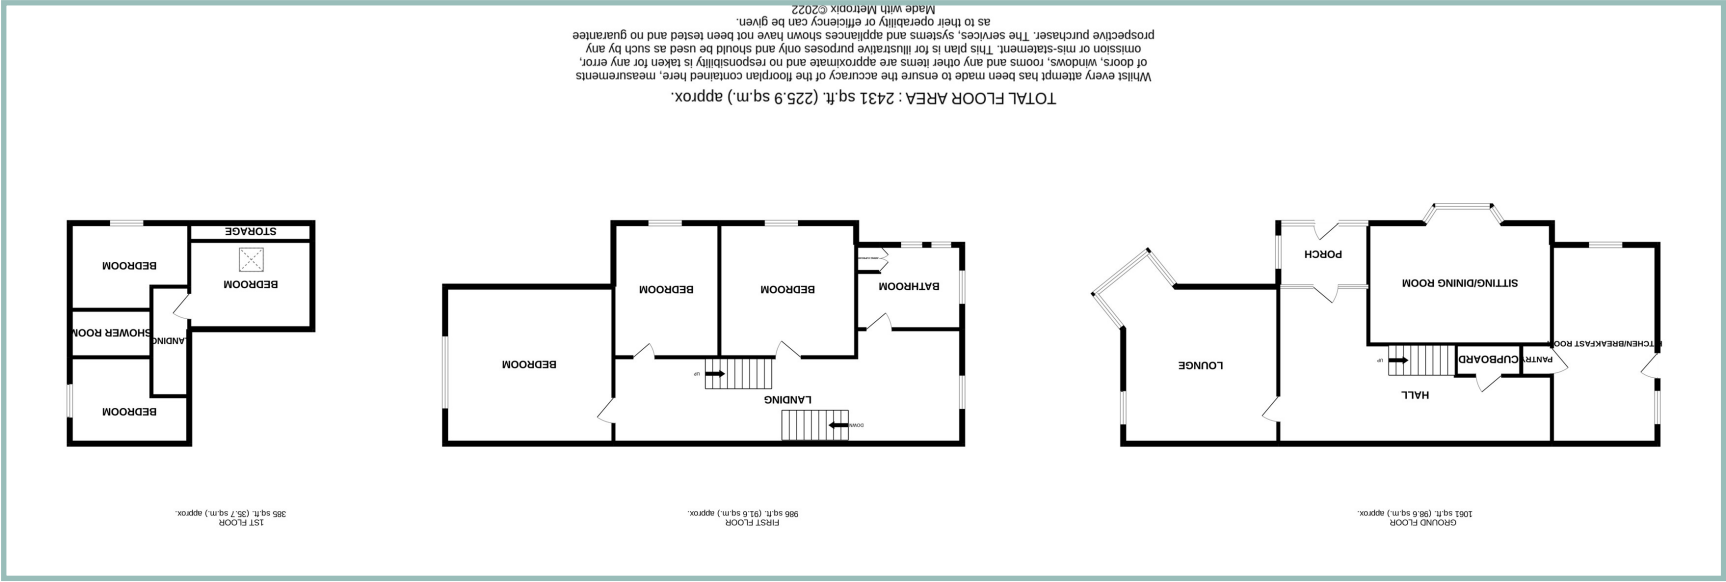 GROUND FLOOR
1061 sq.ft. (98.6 sq.m.) approx.
HALL
LOUNGE
UP
CUPBOARD
PANTRY
KITCHEN/BREAKFAST ROOM
SITTING/DINING ROOM
PORCH
FIRST FLOOR
986 sq.ft. (91.6 sq.m.) approx.
DOWN
LANDING
UP
BEDROOM
BATHROOM
BEDROOM
BEDROOM
1ST FLOOR
385 sq.ft. (35.7 sq.m.) approx.
BEDROOM
LANDING
SHOWER ROOM
BEDROOM
BEDROOM
STORAGE
TOTAL FLOOR AREA : 2431 sq.ft. (225.9 sq.m.) approx.
Whilst every attempt has been made to ensure the accuracy of the floorplan contained here, measurements
of doors, windows, rooms and any other items are approximate and no responsibility is taken for any error,
omission or mis-statement. This plan is for illustrative purposes only and should be used as such by any
prospective purchaser. The services, systems and appliances shown have not been tested and no guarantee
as to their operability or efficiency can be given.
Made with Metropix ©2022